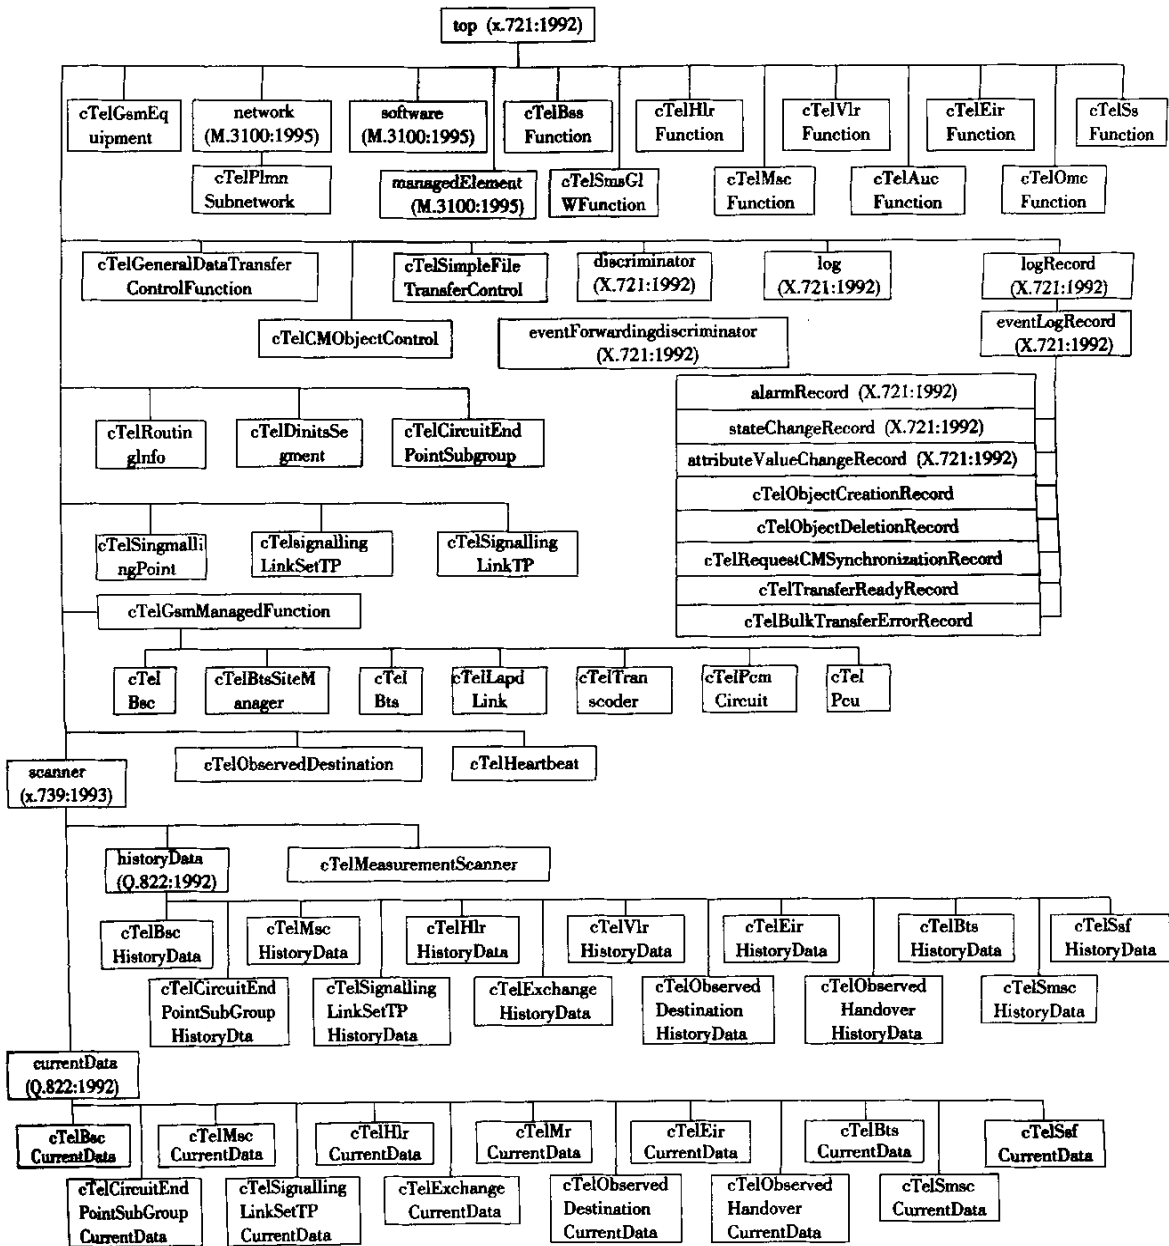 top (x.721:1992)
cTelGsmEq
uipment
network
(M.3100:1995)
software
(M.3100:1995)
cTelBss
Function
cTelHlr
Function
cTelVlr
Function
cTelEir
Function
cTelSs
Function
cTelPlmn
Subnetwork
managedElement
(M.3100:1995)
cTelSmsGl
WFunction
cTelMsc
Function
cTelAuc
Function
cTelOmc
Function
cTelGeneralDataTransfer
ControlFunction
cTelSimpleFile
TransferControl
discriminator
(X.721:1992)
log
(X.721:1992)
logRecord
(X.721:1992)
cTelCMObjectControl
eventForwardingdiscriminator
(X.721:1992)
eventLogRecord
(X.721:1992)
alarmRecord (X.721:1992)
stateChangeRecord (X.721:1992)
attributeValueChangeRecord (X.721:1992)
cTelObjectCreationRecord
cTelObjectDeletionRecord
cTelRequestCMSynchronizationRecord
cTelTransferReadyRecord
cTelBulkTransferErrorRecord
cTelRoutin
gInfo
cTelDinitsSe
gment
cTelCircuitEnd
PointSubgroup
cTelSingmalli
ngPoint
cTelsignalling
LinkSetTP
cTelSignalling
LinkTP
cTelGsmManagedFunction
cTel
Bsc
cTelBtsSiteM
anager
cTel
Bts
cTelLapd
Link
cTelTran
scoder
cTelPcm
Circuit
cTel
Pcu
cTelObservedDestination
cTelHeartbeat
scanner
(x.739:1993)
historyData
(Q.822:1992)
cTelMeasurementScanner
cTelBsc
HistoryData
cTelMsc
HistoryData
cTelHlr
HistoryData
cTelVlr
HistoryData
cTelEir
HistoryData
cTelBts
HistoryData
cTelSsf
HistoryData
cTelCircuitEnd
PointSubGroup
HistoryDta
cTelSignalling
LinkSetTP
HistoryData
cTelExchange
HistoryData
cTelObserved
Destination
HistoryData
cTelObserved
Handover
HistoryData
cTelSmsc
HistoryData
currentData
(Q.822:1992)
cTelBsc
CurrentData
cTelMsc
CurrentData
cTelHlr
CurrentData
cTelMr
CurrentData
cTelEir
CurrentData
cTelBts
CurrentData
cTelSsf
CurrentData
cTelCircuitEnd
PointSubGroup
CurrentData
cTelSignalling
LinkSetTP
CurrentData
cTelExchange
CurrentData
cTelObserved
Destination
CurrentData
cTelObserved
Handover
CurrentData
cTelSmsc
CurrentData